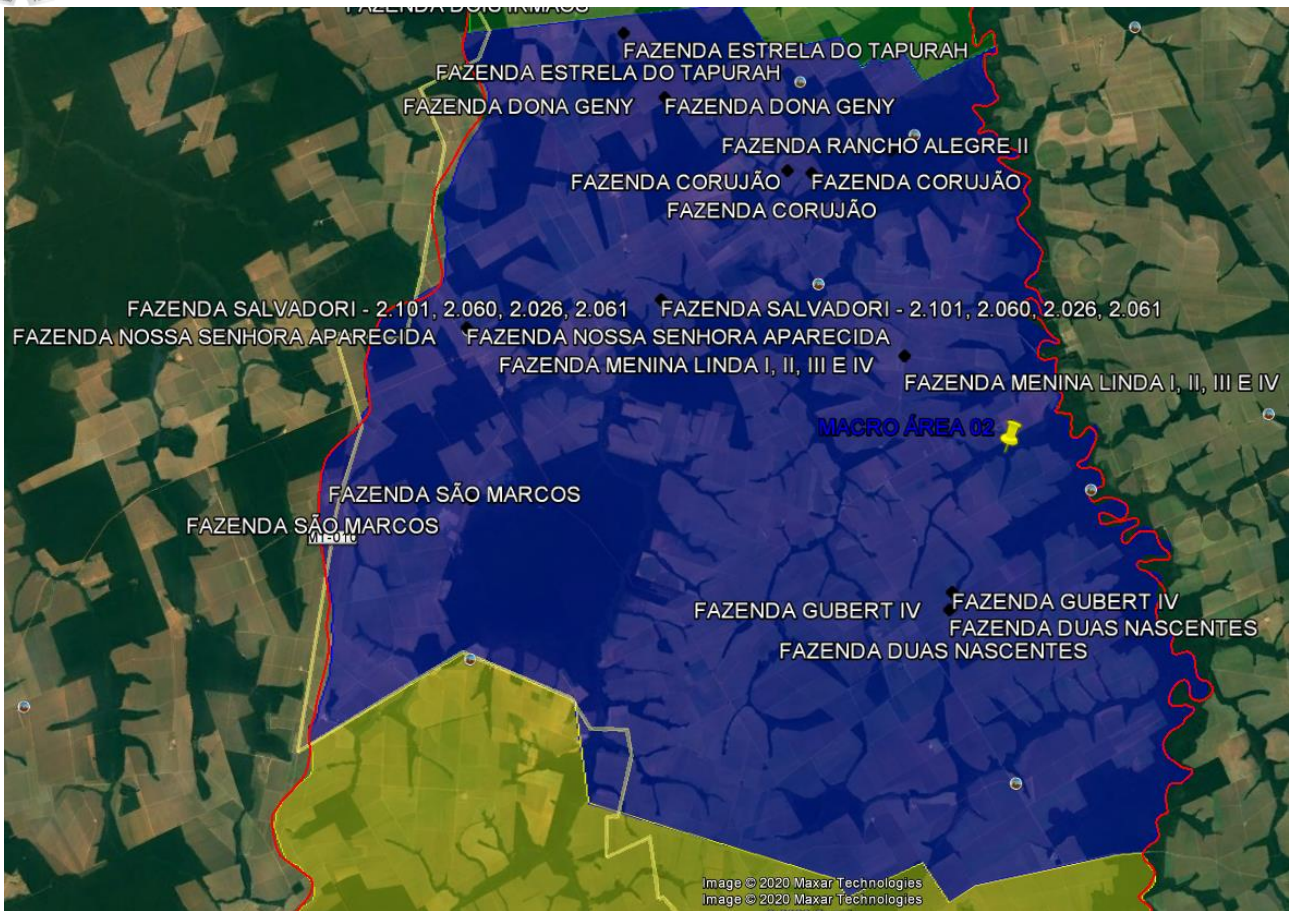 FAZENDA DOIS IRMÃOS
FAZENDA ESTRELA DO TAPURAH
FAZENDA ESTRELA DO TAPURAH
FAZENDA DONA GENY FAZENDA DONA GENY
FAZENDA RANCHO ALEGRE II
FAZENDA CORUJÃO FAZENDA CORUJÃO
FAZENDA CORUJÃO
FAZENDA SALVADORI - 2.101, 2.060, 2.026, 2.061 FAZENDA SALVADORI - 2.101, 2.060, 2.026, 2.061
FAZENDA NOSSA SENHORA APARECIDA FAZENDA NOSSA SENHORA APARECIDA
FAZENDA MENINA LINDA I, II, III E IV
FAZENDA MENINA LINDA I, II, III E IV
MACRO ÁREA 02
FAZENDA SÃO MARCOS
FAZENDA SÃO MARCOS
MT-010
FAZENDA GUBERT IV FAZENDA GUBERT IV
FAZENDA DUAS NASCENTES
FAZENDA DUAS NASCENTES
Image © 2020 Maxar Technologies
Image © 2020 Maxar Technologies